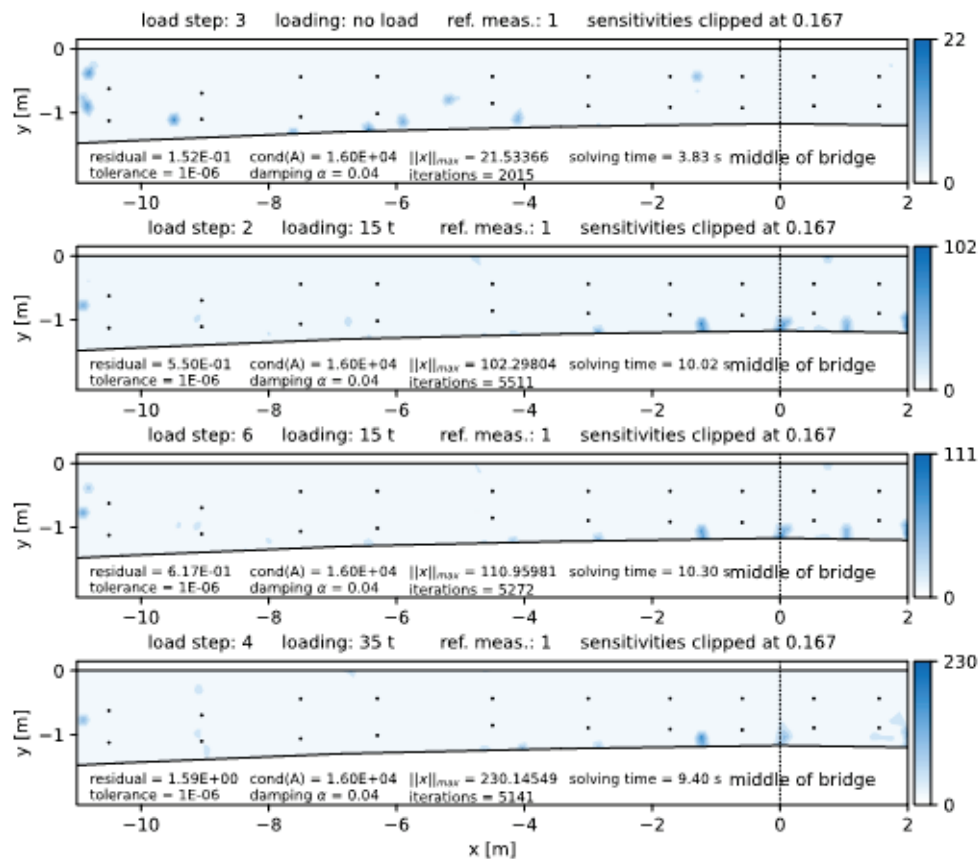 load step: 3 loading: no load ref. meas.: 1 sensitivities clipped at 0.167
22
0
y [m]
0
−1
residual = 1.52E-01 cond(A) = 1.60E+04 ||x||max = 21.53366 solving time = 3.83 s middle of bridge
tolerance = 1E-06 damping α = 0.04 iterations = 2015
−10 −8 −6 −4 −2 0 2
load step: 2 loading: 15 t ref. meas.: 1 sensitivities clipped at 0.167
102
0
y [m]
0
−1
residual = 5.50E-01 cond(A) = 1.60E+04 ||x||max = 102.29804 solving time = 10.02 s middle of bridge
tolerance = 1E-06 damping α = 0.04 iterations = 5511
−10 −8 −6 −4 −2 0 2
load step: 6 loading: 15 t ref. meas.: 1 sensitivities clipped at 0.167
111
0
y [m]
0
−1
residual = 6.17E-01 cond(A) = 1.60E+04 ||x||max = 110.95981 solving time = 10.30 s middle of bridge
tolerance = 1E-06 damping α = 0.04 iterations = 5272
−10 −8 −6 −4 −2 0 2
load step: 4 loading: 35 t ref. meas.: 1 sensitivities clipped at 0.167
230
0
y [m]
0
−1
residual = 1.59E+00 cond(A) = 1.60E+04 ||x||max = 230.14549 solving time = 9.40 s middle of bridge
tolerance = 1E-06 damping α = 0.04 iterations = 5141
−10 −8 −6 −4 −2 0 2
x [m]